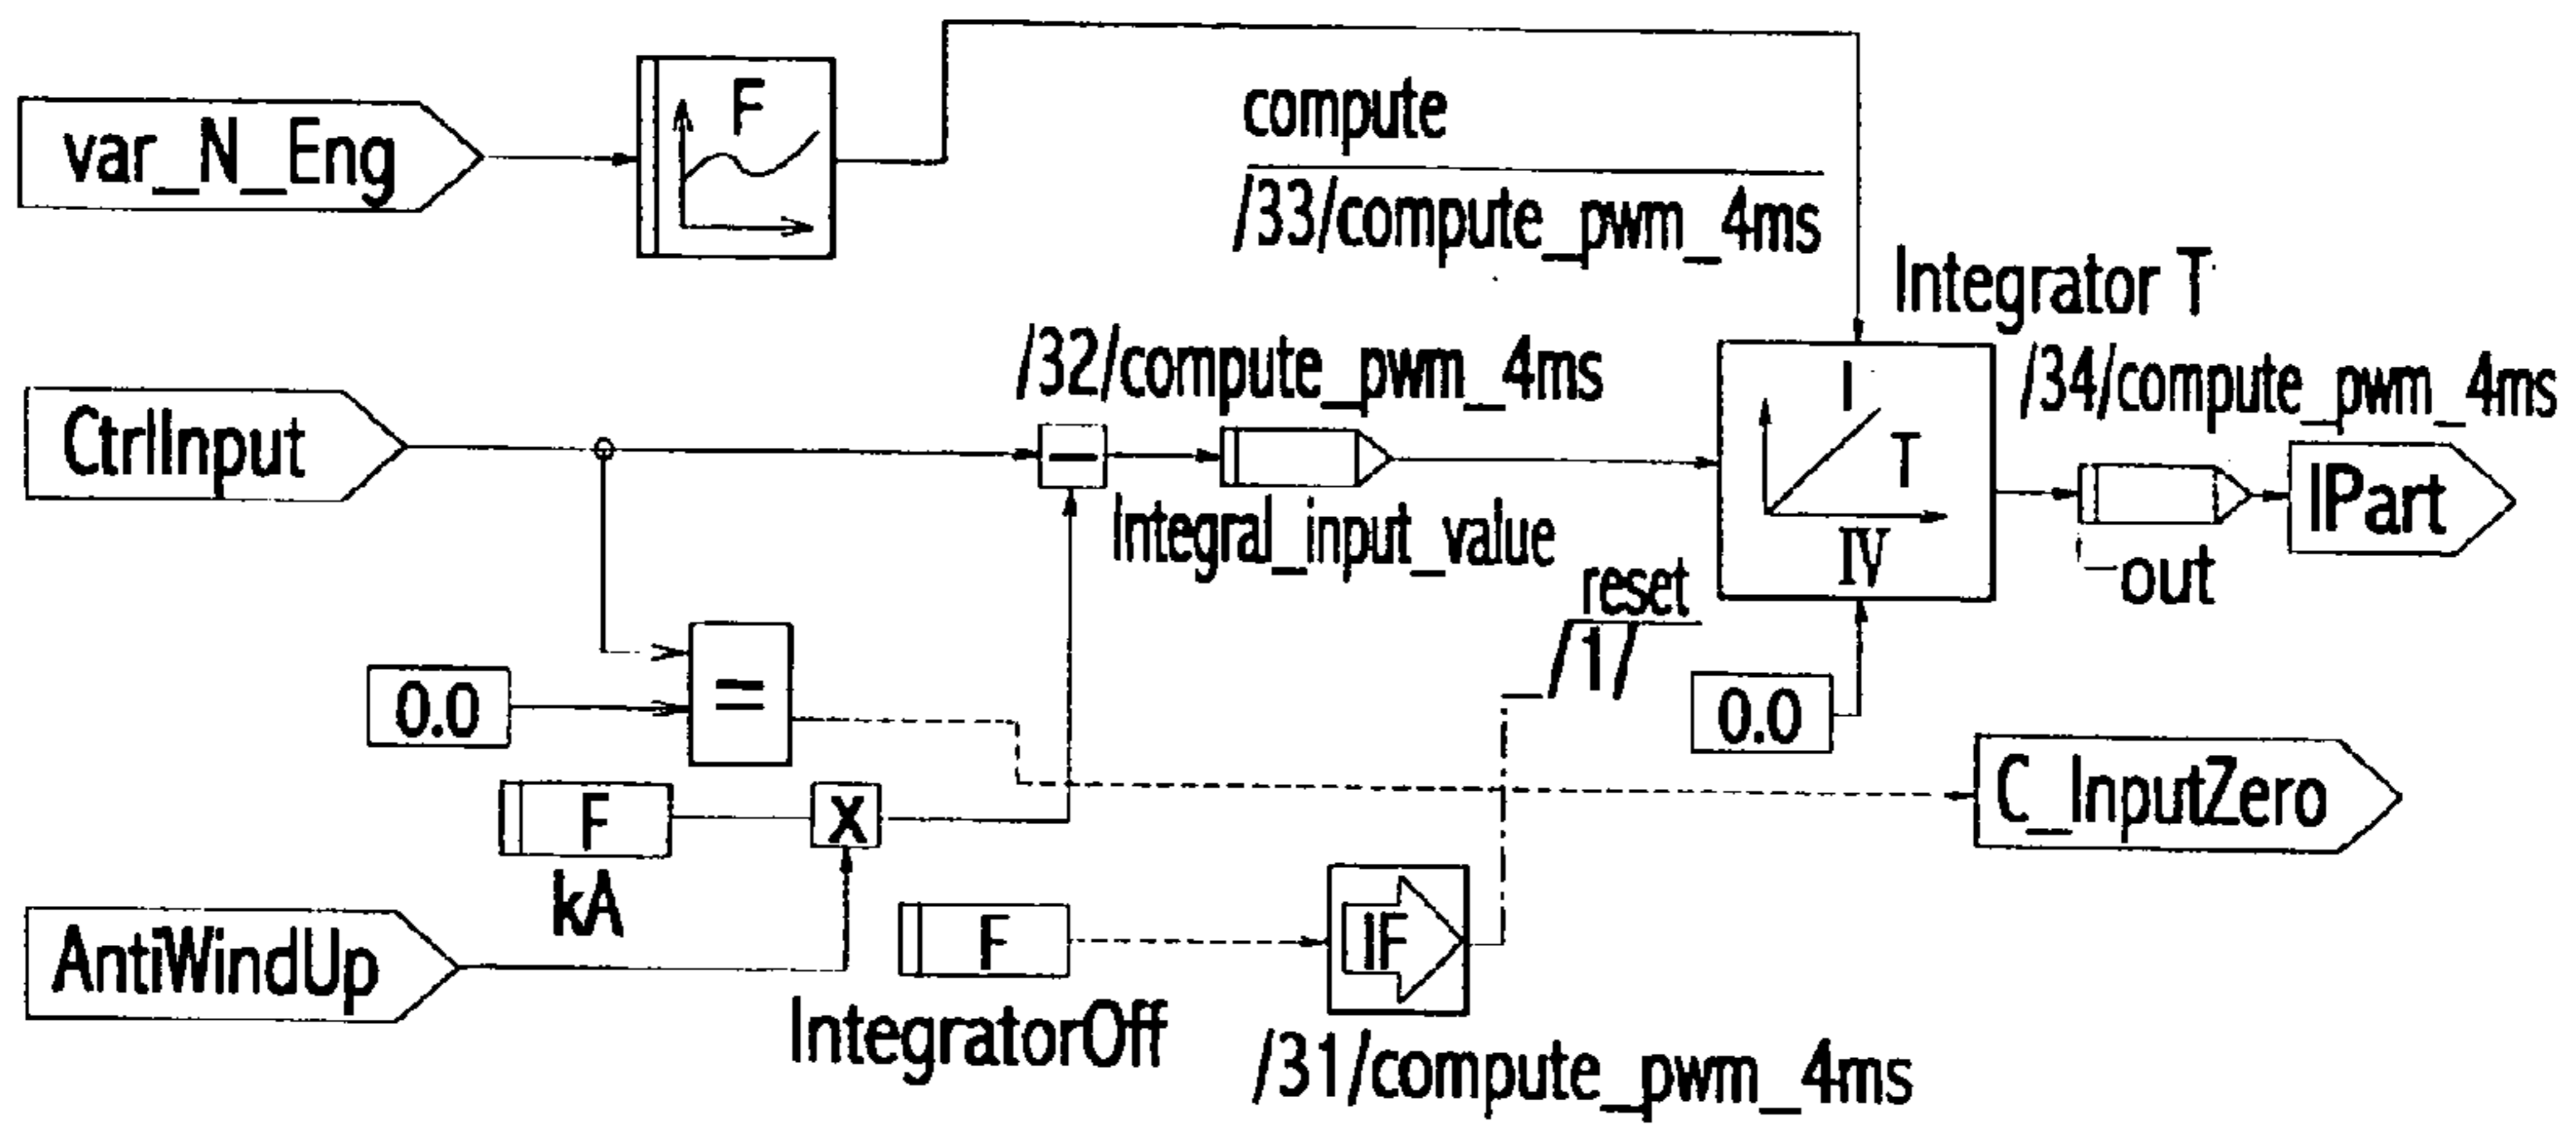 F
var_N_Eng
compute
/33/compute_pwm_4ms
Integrator T
/32/compute_pwm_4ms
/34/compute_pwm_4ms
I
T
IV
CtrlInput
−
Integral_input_value
IPart
out
reset
/1/
0.0
=
0.0
C_InputZero
F
x
kA
AntiWindUp
F
IF
IntegratorOff
/31/compute_pwm_4ms